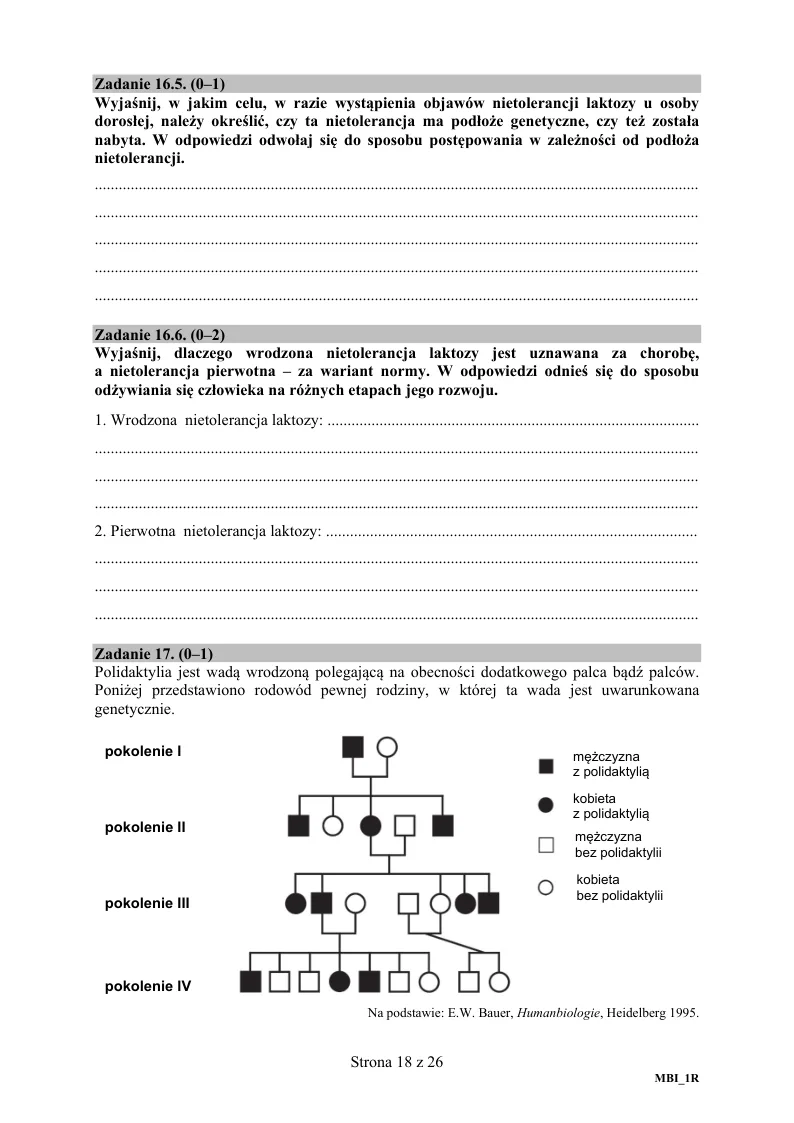 Zadanie 16.5. (0–1)
Wyjaśnij, w jakim celu, w razie wystąpienia objawów nietolerancji laktozy u osoby
dorosłej, należy określić, czy ta nietolerancja ma podłoże genetyczne, czy też została
nabyta. W odpowiedzi odwołaj się do sposobu postępowania w zależności od podłoża
nietolerancji.
Zadanie 16.6. (0–2)
Wyjaśnij, dlaczego wrodzona nietolerancja laktozy jest uznawana za chorobę,
a nietolerancja pierwotna – za wariant normy. W odpowiedzi odnieś się do sposobu
odżywiania się człowieka na różnych etapach jego rozwoju.
1. Wrodzona nietolerancja laktozy: ............................................................................................
2. Pierwotna nietolerancja laktozy: ............................................................................................
Zadanie 17. (0–1)
Polidaktylia jest wadą wrodzoną polegającą na obecności dodatkowego palca bądź palców.
Poniżej przedstawiono rodowód pewnej rodziny, w której ta wada jest uwarunkowana
genetycznie.
pokolenie I
pokolenie II
pokolenie III
pokolenie IV
mężczyzna
z polidaktylią
kobieta
z polidaktylią
mężczyzna
bez polidaktylii
kobieta
bez polidaktylii
Na podstawie: E.W. Bauer, Humanbiologie, Heidelberg 1995.
Strona 18 z 26
MBI_1R